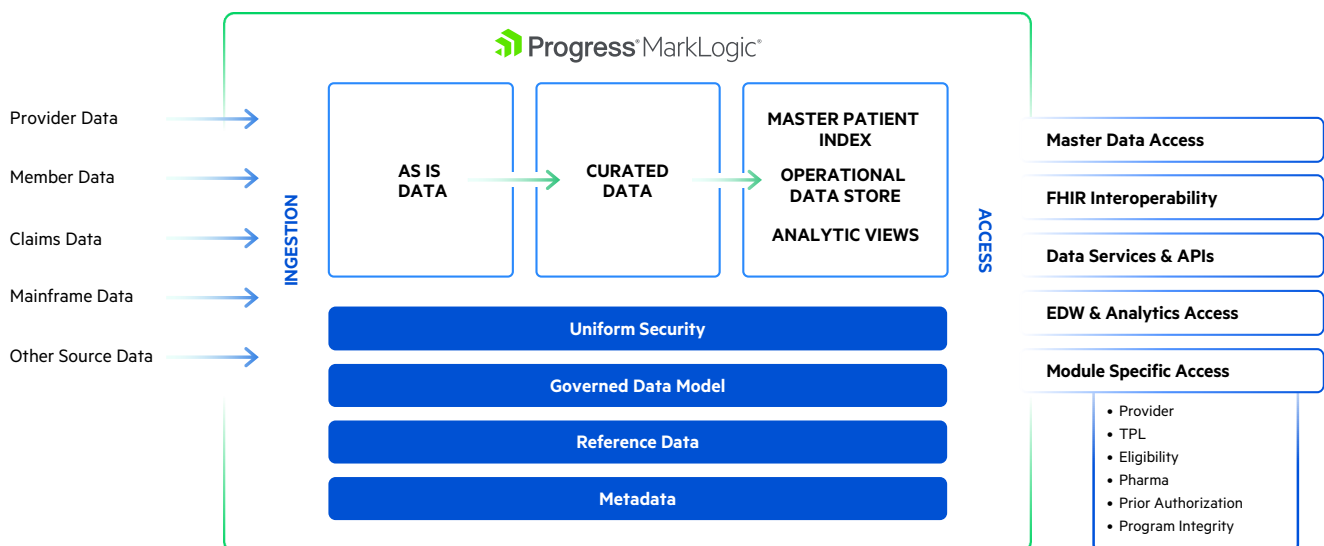 Progress® MarkLogic®
Provider Data
Member Data
Claims Data
Mainframe Data
Other Source Data
INGESTION
AS IS
DATA
CURATED
DATA
MASTER PATIENT
INDEX
OPERATIONAL
DATA STORE
ANALYTIC VIEWS
Uniform Security
Governed Data Model
Reference Data
Metadata
ACCESS
Master Data Access
FHIR Interoperability
Data Services & APIs
EDW & Analytics Access
Module Specific Access
• Provider
• TPL
• Eligibility
• Pharma
• Prior Authorization
• Program Integrity